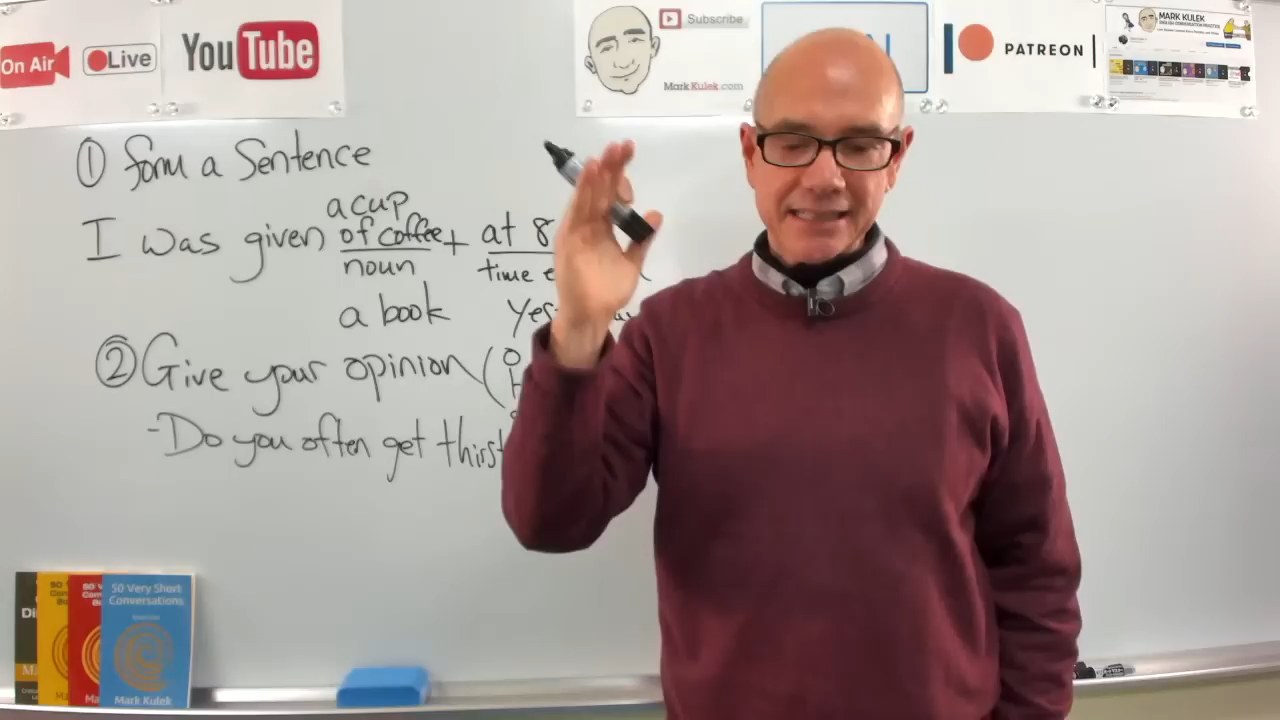 On Air
Live
YouTube
Subscribe
MarkKulek.com
PATREON
MARK KULEK
① form a Sentence
a cup
I was given of coffee + at 8
noun time
a book
② Give your opinion (
- Do you often get thirst
50 Very Short
Conversations
Mark Kulek